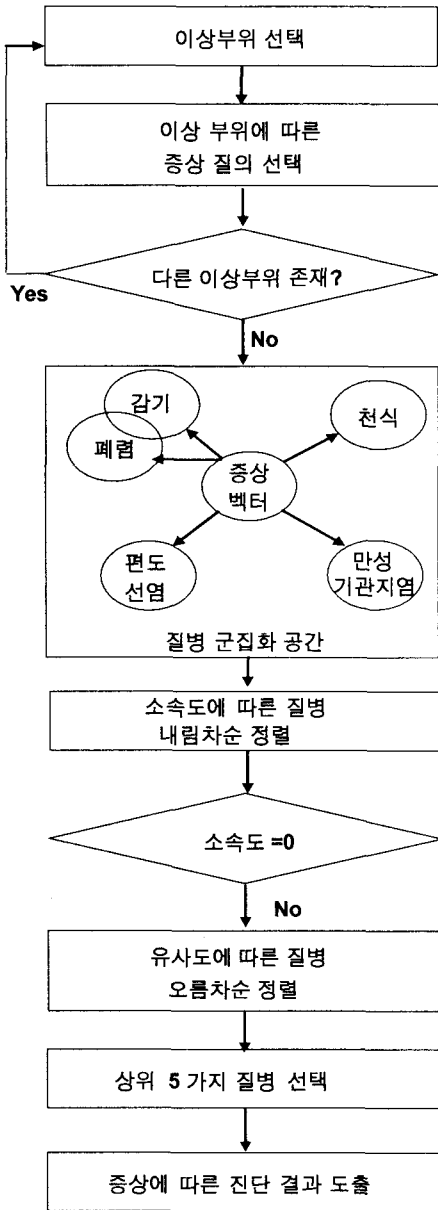 이상부위 선택
이상 부위에 따른
증상 질의 선택
다른 이상부위 존재?
Yes
No
감기
폐렴
천식
증상
벡터
편도
선염
만성
기관지염
질병 군집화 공간
소속도에 따른 질병
내림차순 정렬
소속도 =0
No
유사도에 따른 질병
오름차순 정렬
상위 5 가지 질병 선택
증상에 따른 진단 결과 도출